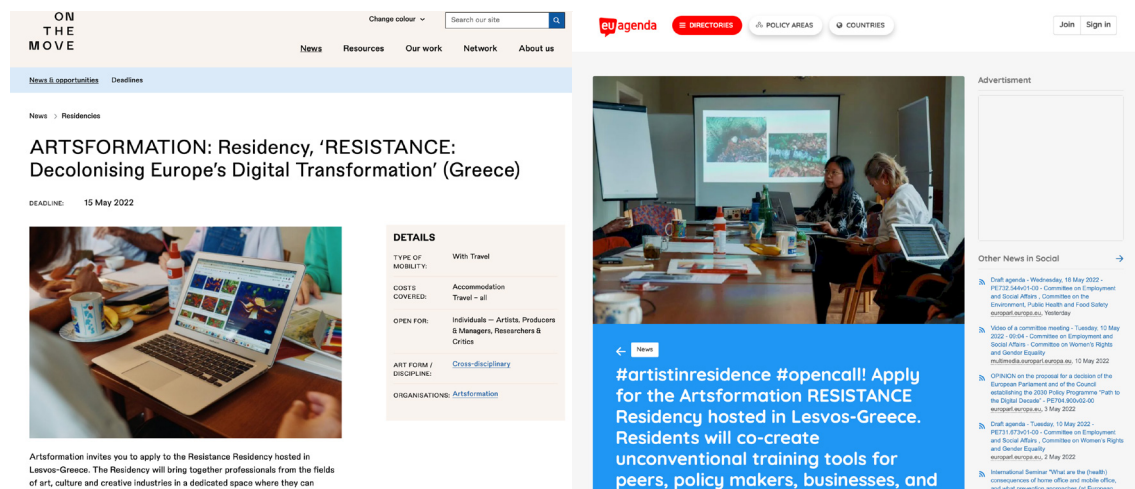 ON
THE
MOVE
Change colour
Search our site
News Resources Our work Network About us
News & opportunities Deadlines
News > Residencies
ARTSFORMATION: Residency, ‘RESISTANCE:
Decolonising Europe’s Digital Transformation’ (Greece)
DEADLINE: 15 May 2022
DETAILS
TYPE OF
MOBILITY:
With Travel
COSTS
COVERED:
Accommodation
Travel – all
OPEN FOR:
Individuals — Artists, Producers
& Managers, Researchers &
Critics
ART FORM /
DISCIPLINE:
Cross-disciplinary
ORGANISATIONS: Artsformation
Artsformation invites you to apply to the Resistance Residency hosted in
Lesvos-Greece. The Residency will bring together professionals from the fields
of art, culture and creative industries in a dedicated space where they can
eu agenda
DIRECTORIES
POLICY AREAS
COUNTRIES
Join Sign in
News
#artistinresidence #opencall! Apply
for the Artsformation RESISTANCE
Residency hosted in Lesvos-Greece.
Residents will co-create
unconventional training tools for
peers, policy makers, businesses, and
Advertisment
Other News in Social
Draft agenda - Wednesday, 18 May 2022 -
PE732.544v01-00 - Committee on Employment
and Social Affairs , Committee on the
Environment, Public Health and Food Safety
europarl.europa.eu, Yesterday
Video of a committee meeting - Tuesday, 10 May
2022 - 09:04 - Committee on Employment and
Social Affairs - Committee on Women's Rights
and Gender Equality
multimedia.europarl.europa.eu, 10 May 2022
OPINION on the proposal for a decision of the
European Parliament and of the Council
establishing the 2030 Policy Programme “Path to
the Digital Decade” - PE704.900v02-00
europarl.europa.eu, 3 May 2022
Draft agenda - Tuesday, 10 May 2022 -
PE731.673v01-00 - Committee on Employment
and Social Affairs , Committee on Women's Rights
and Gender Equality
europarl.europa.eu, 2 May 2022
International Seminar “What are the (health)
consequences of home office and mobile office,